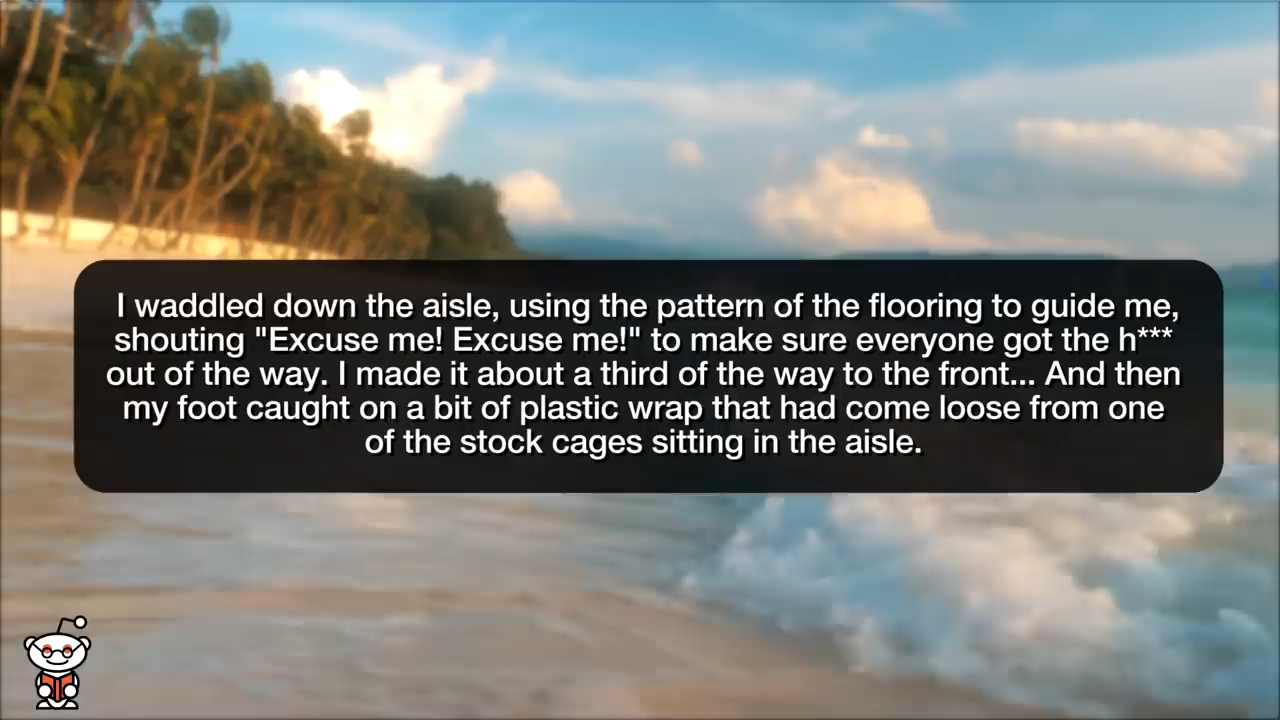 I waddled down the aisle, using the pattern of the flooring to guide me,
shouting "Excuse me! Excuse me!" to make sure everyone got the h***
out of the way. I made it about a third of the way to the front... And then
my foot caught on a bit of plastic wrap that had come loose from one
of the stock cages sitting in the aisle.